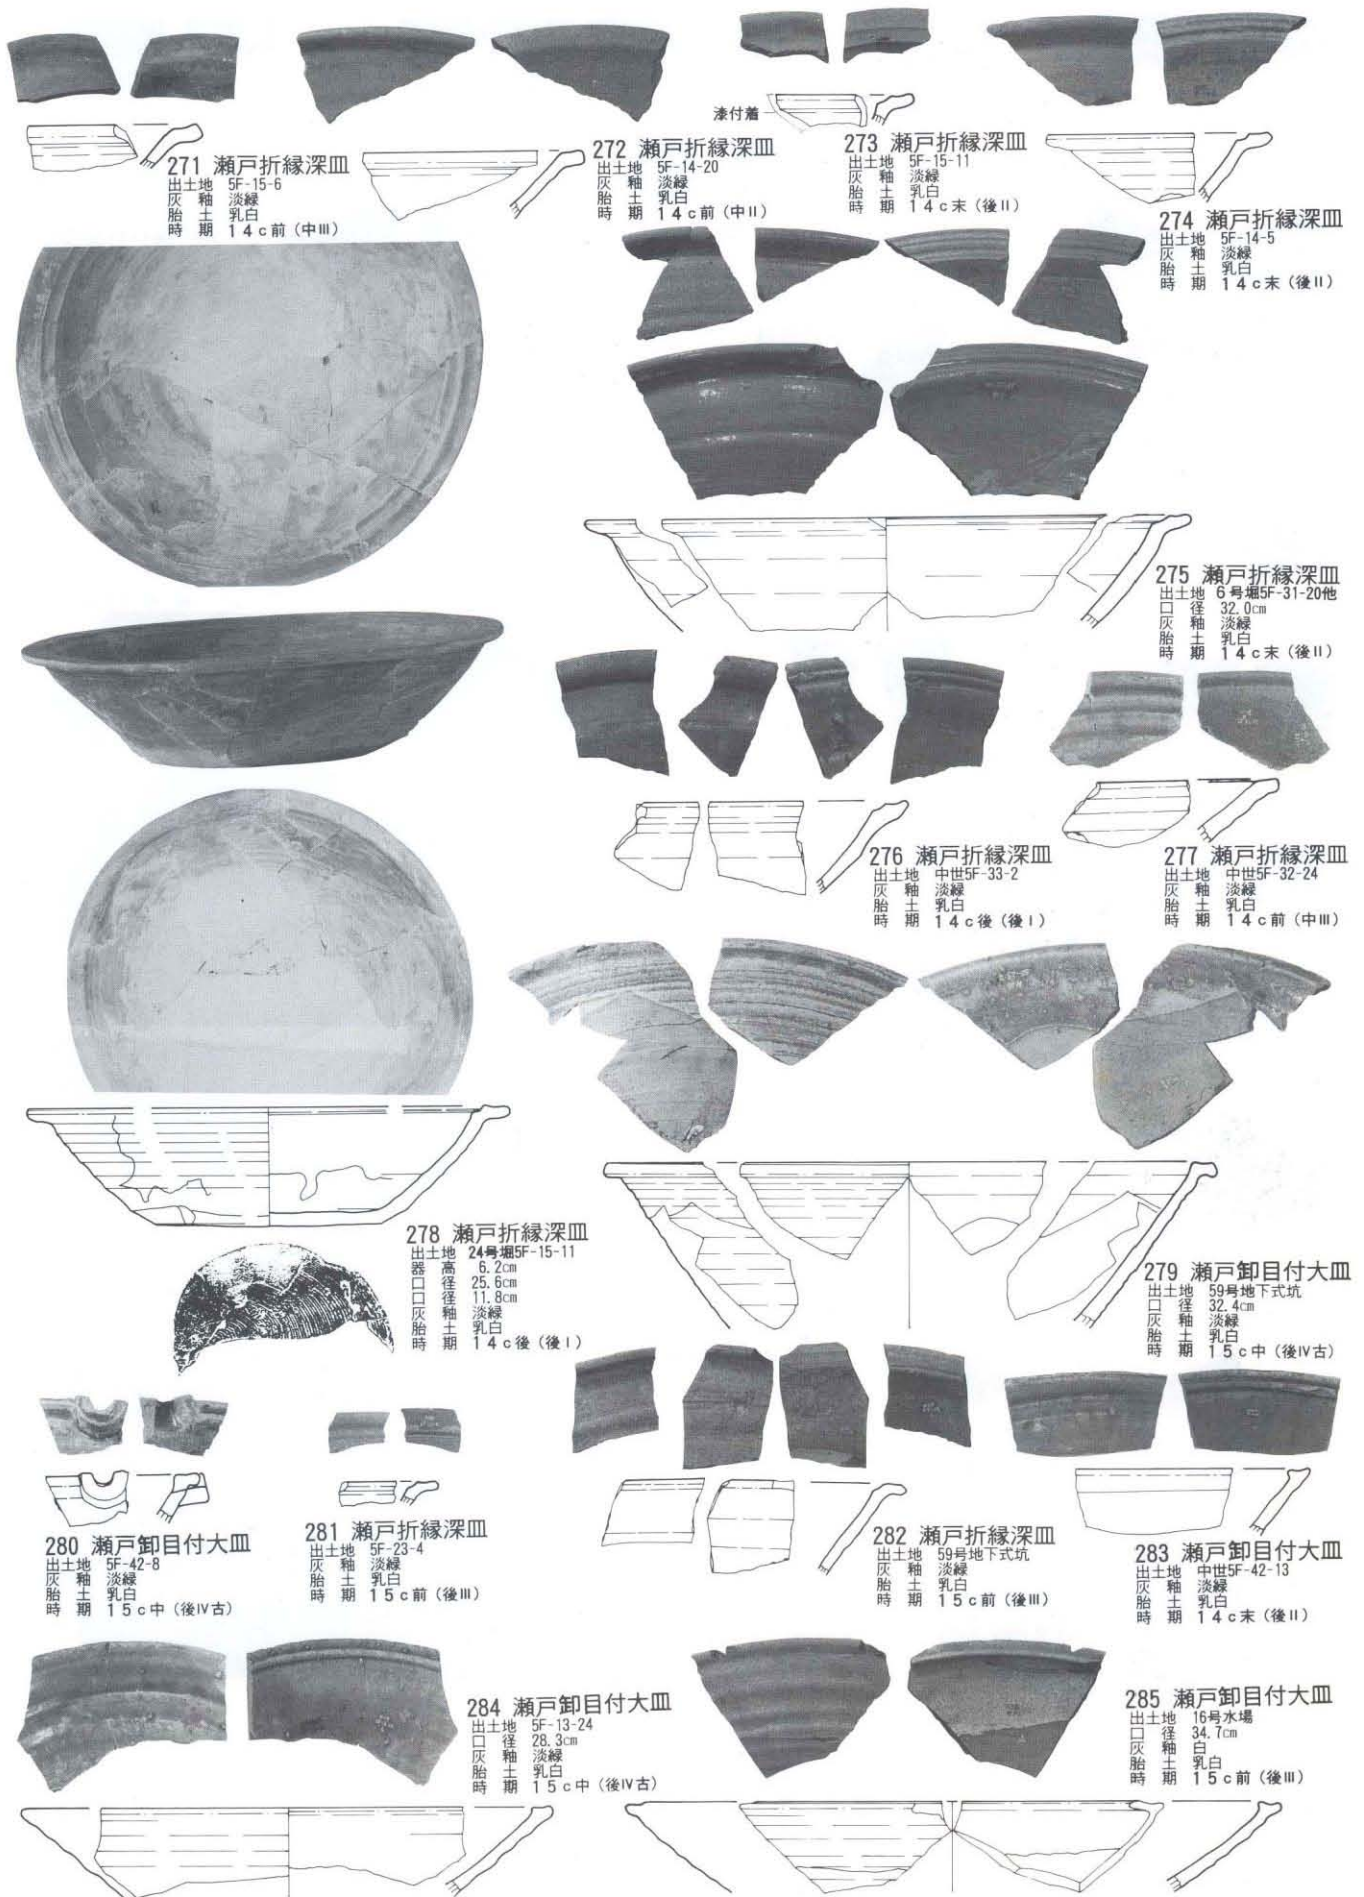 271 瀬戸折縁深皿
出土地 5F-15-6
灰釉 淡緑
胎土 乳白
時期 14c前(中Ⅲ)
272 瀬戸折縁深皿
出土地 5F-14-20
灰釉 淡緑
胎土 乳白
時期 14c前(中Ⅱ)
漆付着
273 瀬戸折縁深皿
出土地 5F-15-11
灰釉 淡緑
胎土 乳白
時期 14c末(後Ⅱ)
274 瀬戸折縁深皿
出土地 5F-14-5
灰釉 淡緑
胎土 乳白
時期 14c末(後Ⅱ)
275 瀬戸折縁深皿
出土地 6号堀5F-31-20他
口径 32.0㎝
灰釉 淡緑
胎土 乳白
時期 14c末(後Ⅱ)
276 瀬戸折縁深皿
出土地 中世5F-33-2
灰釉 淡緑
胎土 乳白
時期 14c後(後Ⅰ)
277 瀬戸折縁深皿
出土地 中世5F-32-24
灰釉 淡緑
胎土 乳白
時期 14c前(中Ⅲ)
278 瀬戸折縁深皿
出土地 24号堀5F-15-11
器高 6.2㎝
口径 25.6㎝
口径 11.8㎝
灰釉 淡緑
胎土 乳白
時期 14c後(後Ⅰ)
279 瀬戸卸目付大皿
出土地 59号地下式坑
口径 32.4㎝
灰釉 淡緑
胎土 乳白
時期 15c中(後Ⅳ古)
280 瀬戸卸目付大皿
出土地 5F-42-8
灰釉 淡緑
胎土 乳白
時期 15c中(後Ⅳ古)
281 瀬戸折縁深皿
出土地 5F-23-4
灰釉 淡緑
胎土 乳白
時期 15c前(後Ⅲ)
282 瀬戸折縁深皿
出土地 59号地下式坑
灰釉 淡緑
胎土 乳白
時期 15c前(後Ⅲ)
283 瀬戸卸目付大皿
出土地 中世5F-42-13
灰釉 淡緑
胎土 乳白
時期 14c末(後Ⅱ)
284 瀬戸卸目付大皿
出土地 5F-13-24
口径 28.3㎝
灰釉 淡緑
胎土 乳白
時期 15c中(後Ⅳ古)
285 瀬戸卸目付大皿
出土地 16号水場
口径 34.7㎝
灰釉 白
胎土 乳白
時期 15c前(後Ⅲ)